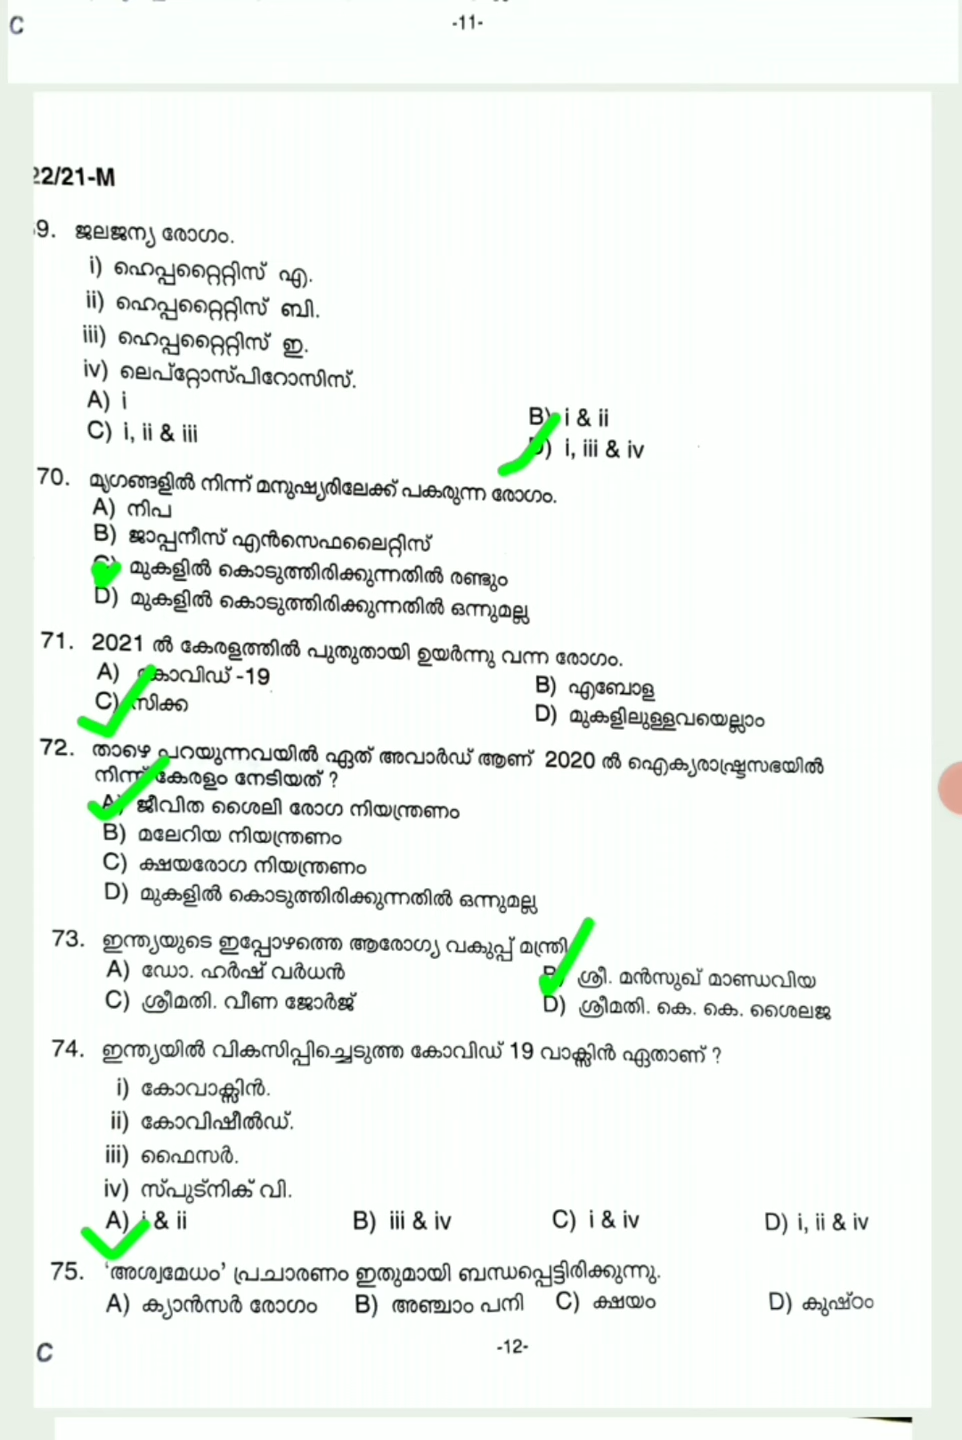 C
-11-
22/21-M
9. ജലജന്യ രോഗം.
i) ഹെപ്പറ്റൈറ്റിസ് എ.
ii) ഹെപ്പറ്റൈറ്റിസ് ബി.
iii) ഹെപ്പറ്റൈറ്റിസ് ഇ.
iv) ലെപ്റ്റോസ്പിറോസിസ്.
A) i
B) i & ii
C) i, ii & iii
D) i, iii & iv
70. മൃഗങ്ങളിൽ നിന്ന് മനുഷ്യരിലേക്ക് പകരുന്ന രോഗം.
A) നിപ
B) ജാപ്പനീസ് എൻസെഫലൈറ്റിസ്
C) മുകളിൽ കൊടുത്തിരിക്കുന്നതിൽ രണ്ടും
D) മുകളിൽ കൊടുത്തിരിക്കുന്നതിൽ ഒന്നുമല്ല
71. 2021 ൽ കേരളത്തിൽ പുതുതായി ഉയർന്നു വന്ന രോഗം.
A) കോവിഡ് -19
B) എബോള
C) സിക്ക
D) മുകളിലുള്ളവയെല്ലാം
72. താഴെ പറയുന്നവയിൽ ഏത് അവാർഡ് ആണ് 2020 ൽ ഐക്യരാഷ്ട്രസഭയിൽ
നിന്ന് കേരളം നേടിയത് ?
A) ജീവിത ശൈലി രോഗ നിയന്ത്രണം
B) മലേറിയ നിയന്ത്രണം
C) ക്ഷയരോഗ നിയന്ത്രണം
D) മുകളിൽ കൊടുത്തിരിക്കുന്നതിൽ ഒന്നുമല്ല
73. ഇന്ത്യയുടെ ഇപ്പോഴത്തെ ആരോഗ്യ വകുപ്പ് മന്ത്രി
A) ഡോ. ഹർഷ് വർധൻ
B) ശ്രീ. മൻസുഖ് മാണ്ഡവിയ
C) ശ്രീമതി. വീണ ജോർജ്
D) ശ്രീമതി. കെ. കെ. ശൈലജ
74. ഇന്ത്യയിൽ വികസിപ്പിച്ചെടുത്ത കോവിഡ് 19 വാക്സിൻ ഏതാണ് ?
i) കോവാക്സിൻ.
ii) കോവിഷീൽഡ്.
iii) ഫൈസർ.
iv) സ്പുട്നിക് വി.
A) i & ii B) iii & iv C) i & iv D) i, ii & iv
75. 'അശ്വമേധം' പ്രചാരണം ഇതുമായി ബന്ധപ്പെട്ടിരിക്കുന്നു.
A) ക്യാൻസർ രോഗം B) അഞ്ചാം പനി C) ക്ഷയം D) കുഷ്ഠം
C
-12-